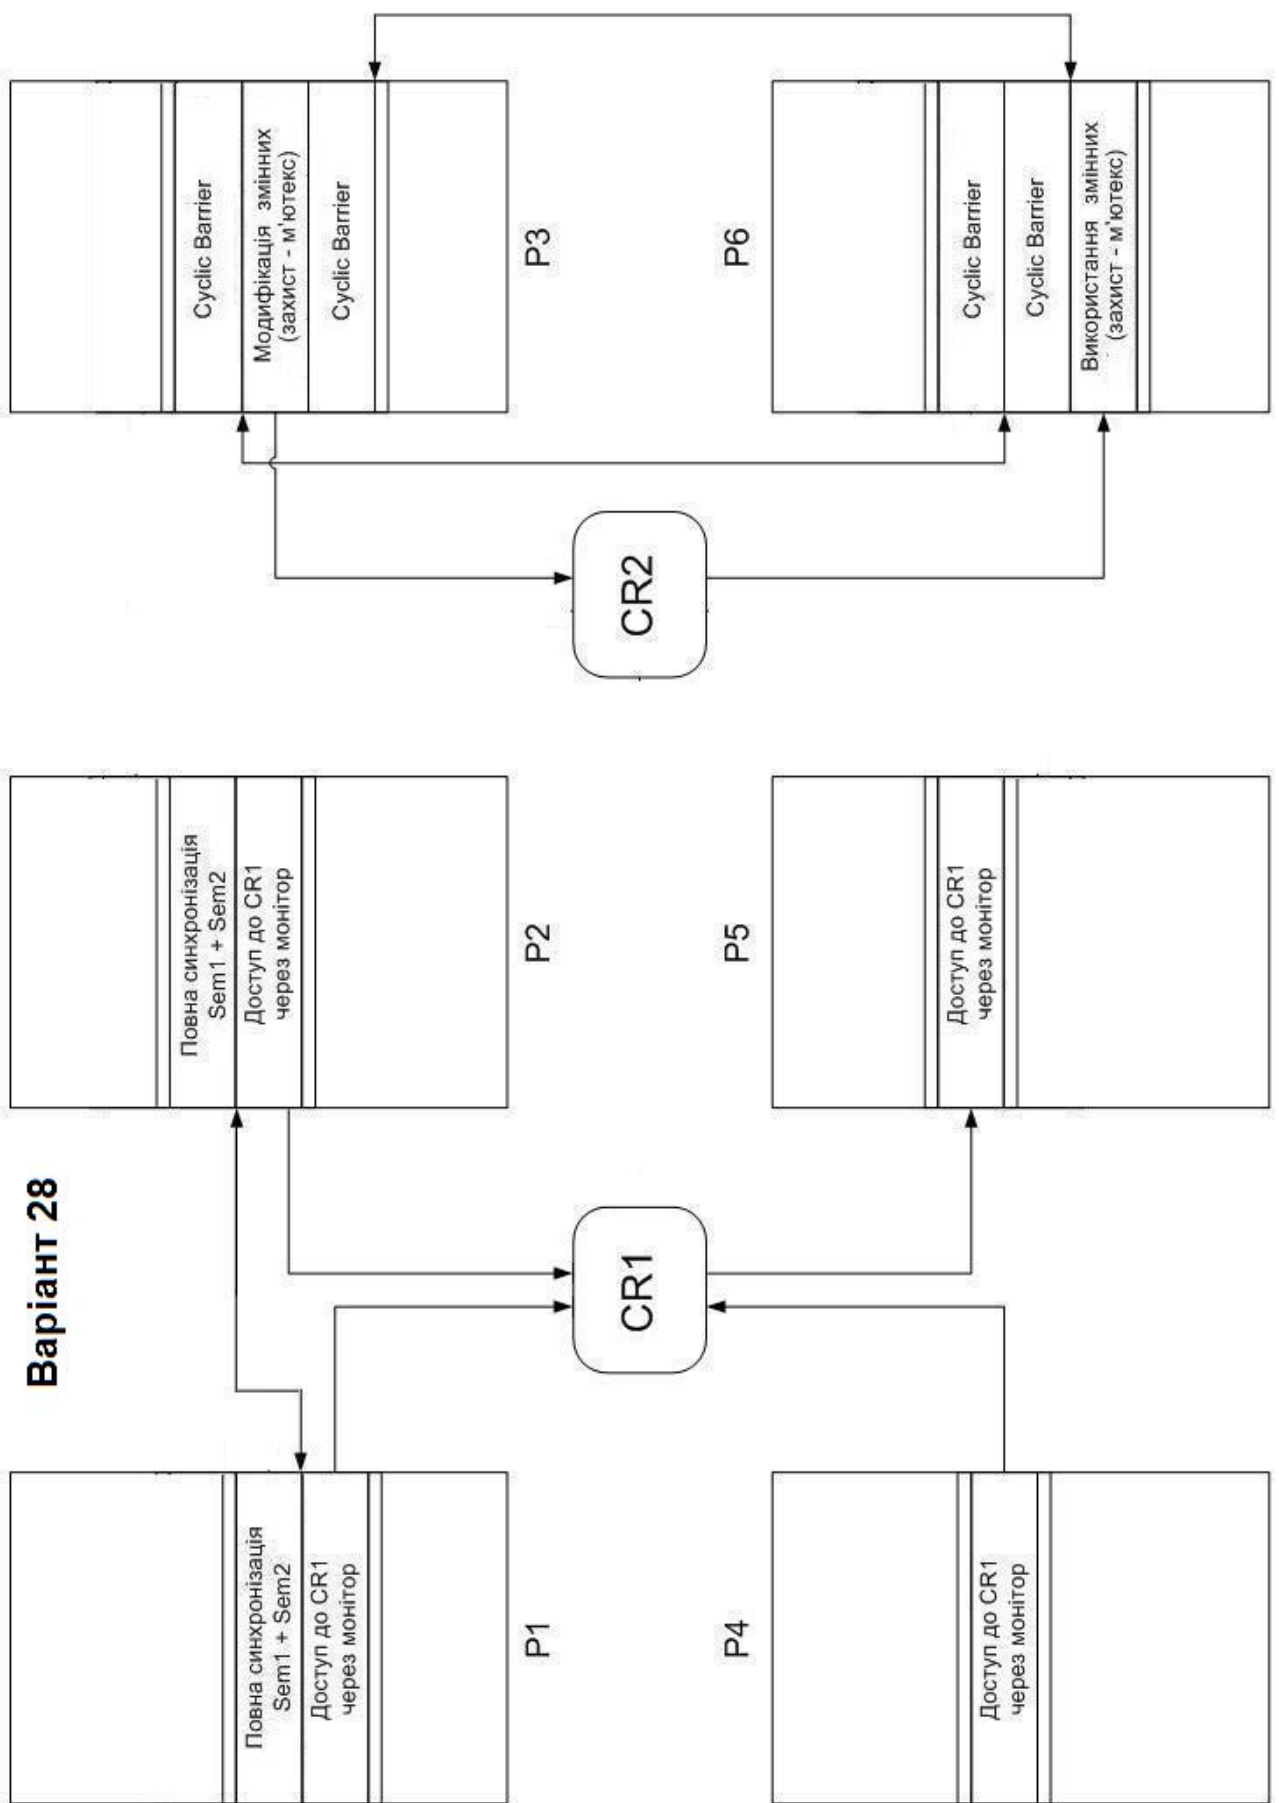 Варіант 28
Повна синхронізація
Sem1 + Sem2
Доступ до CR1
через монітор
P1
Повна синхронізація
Sem1 + Sem2
Доступ до CR1
через монітор
P2
Cyclic Barrier
Модифікація змінних
(захист - м'ютекс)
Cyclic Barrier
P3
CR1
CR2
Доступ до CR1
через монітор
P4
Доступ до CR1
через монітор
P5
Cyclic Barrier
Cyclic Barrier
Використання змінних
(захист - м'ютекс)
P6